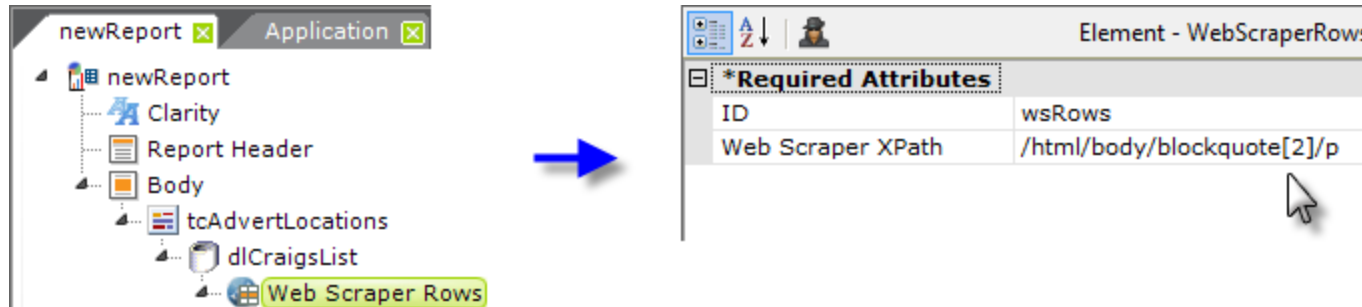 newReport Application
newReport
Clarity
Report Header
Body
tcAdvertLocations
dlCraigsList
Web Scraper Rows
Element - WebScraperRows
*Required Attributes
ID wsRows
Web Scraper XPath /html/body/blockquote[2]/p